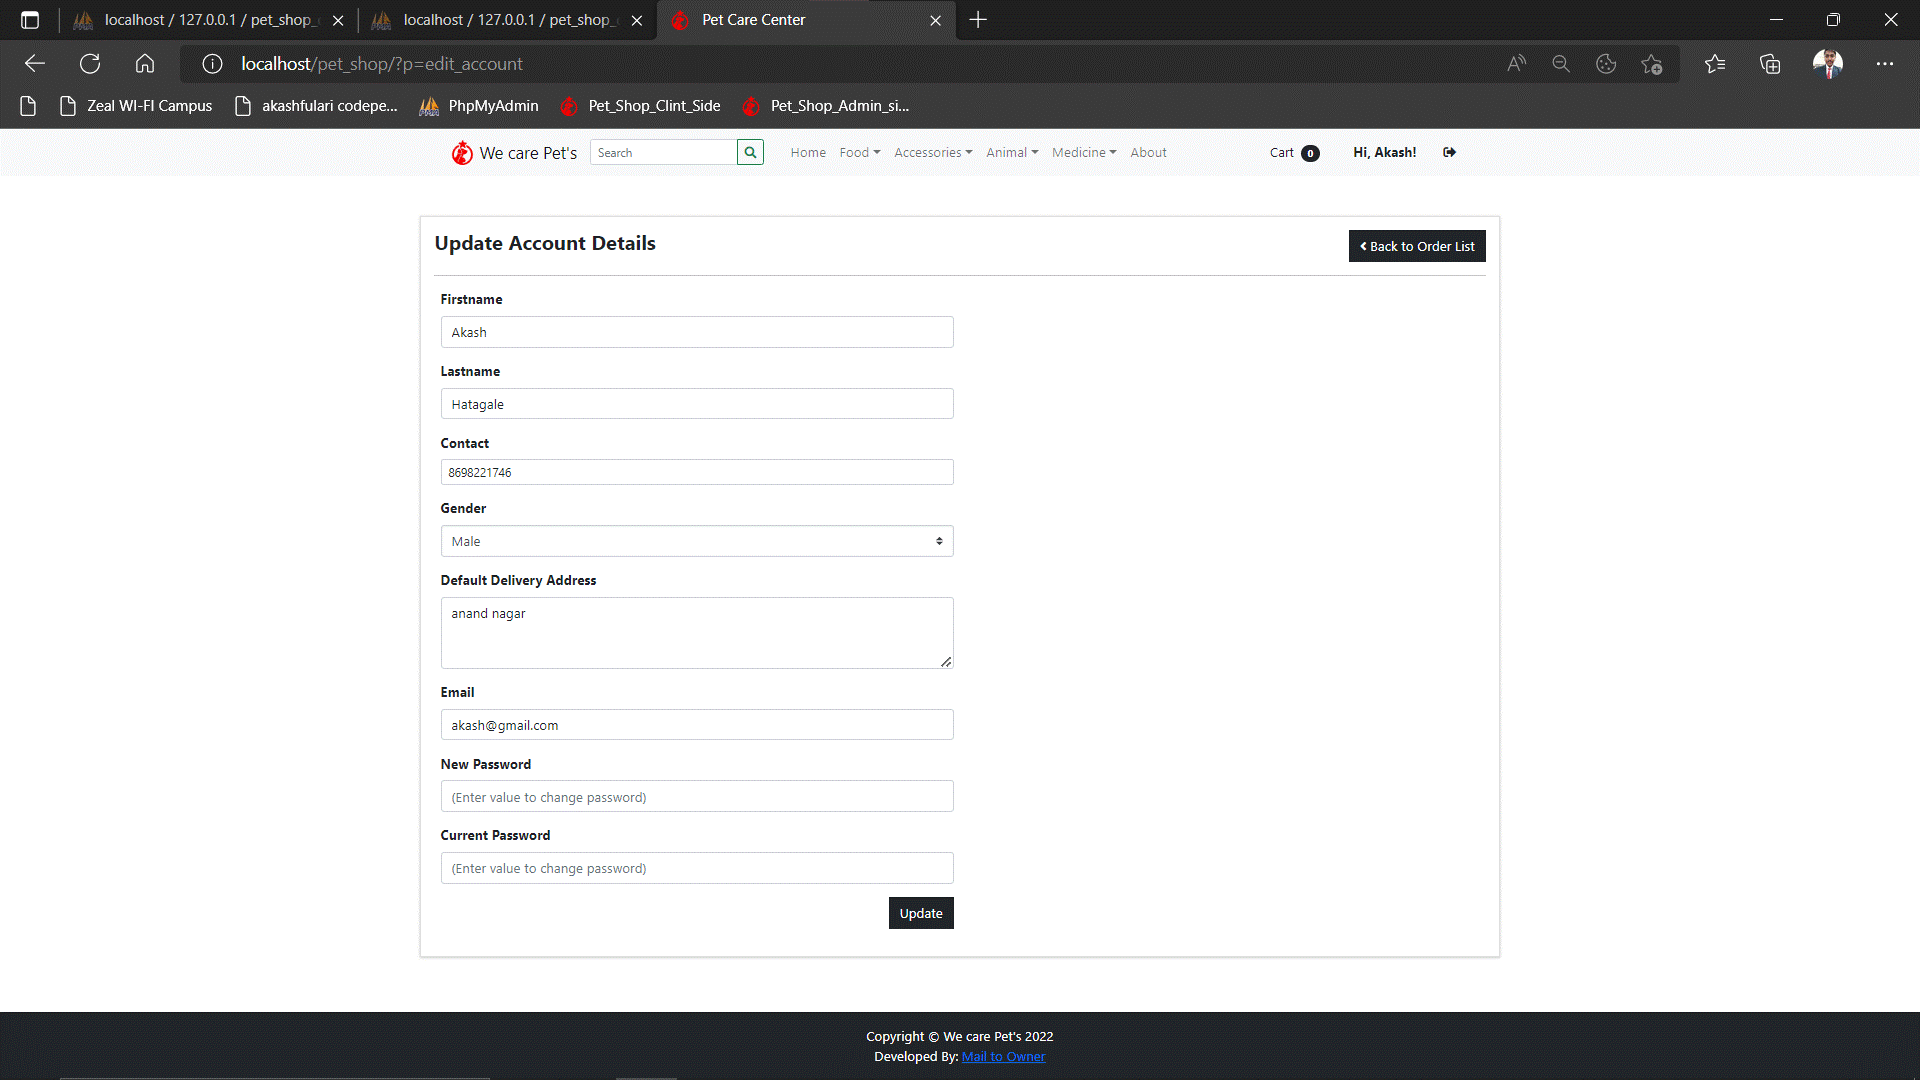 localhost / 127.0.0.1 / pet_shop_
localhost / 127.0.0.1 / pet_shop_
Pet Care Center
localhost/pet_shop/?p=edit_account
Zeal WI-FI Campus
akashfulari codepe...
PhpMyAdmin
Pet_Shop_Clint_Side
Pet_Shop_Admin_si...
We care Pet's
Search
Home
Food
Accessories
Animal
Medicine
About
Cart 0
Hi, Akash!
Update Account Details
Back to Order List
Firstname
Akash
Lastname
Hatagale
Contact
8698221746
Gender
Male
Default Delivery Address
anand nagar
Email
akash@gmail.com
New Password
(Enter value to change password)
Current Password
(Enter value to change password)
Update
Copyright © We care Pet's 2022
Developed By: Mail to Owner